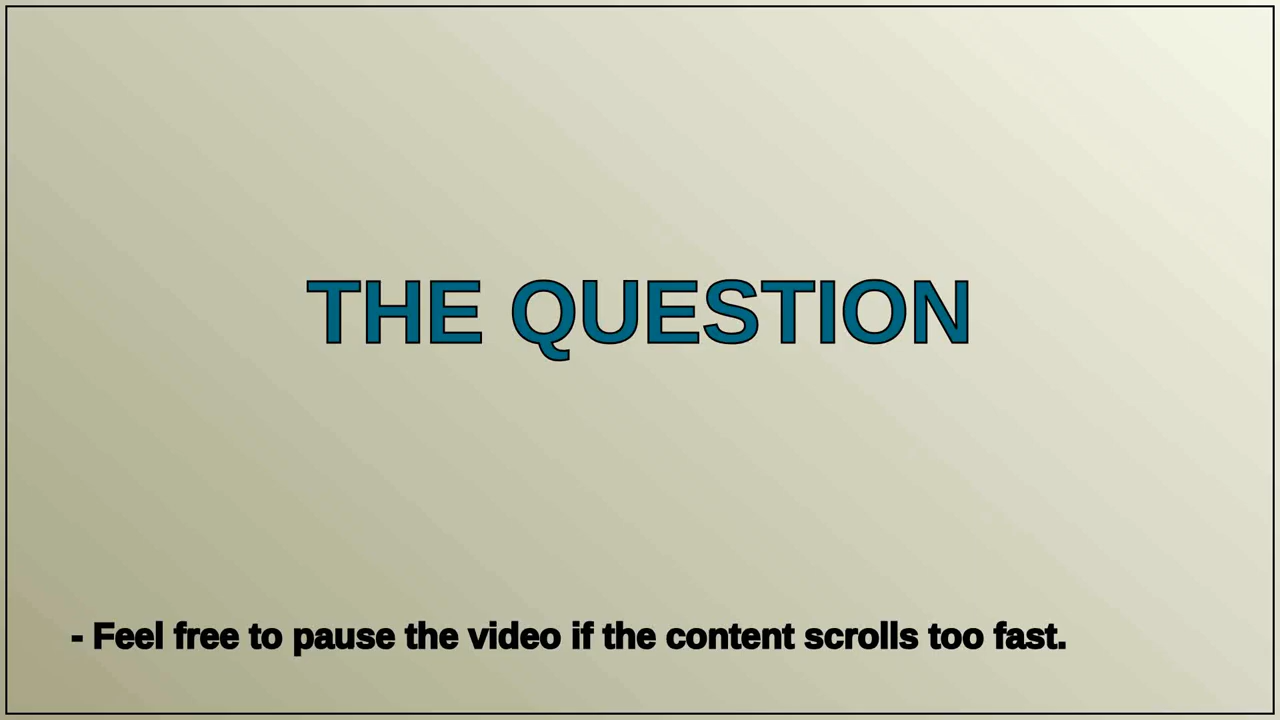 THE QUESTION
- Feel free to pause the video if the content scrolls too fast.